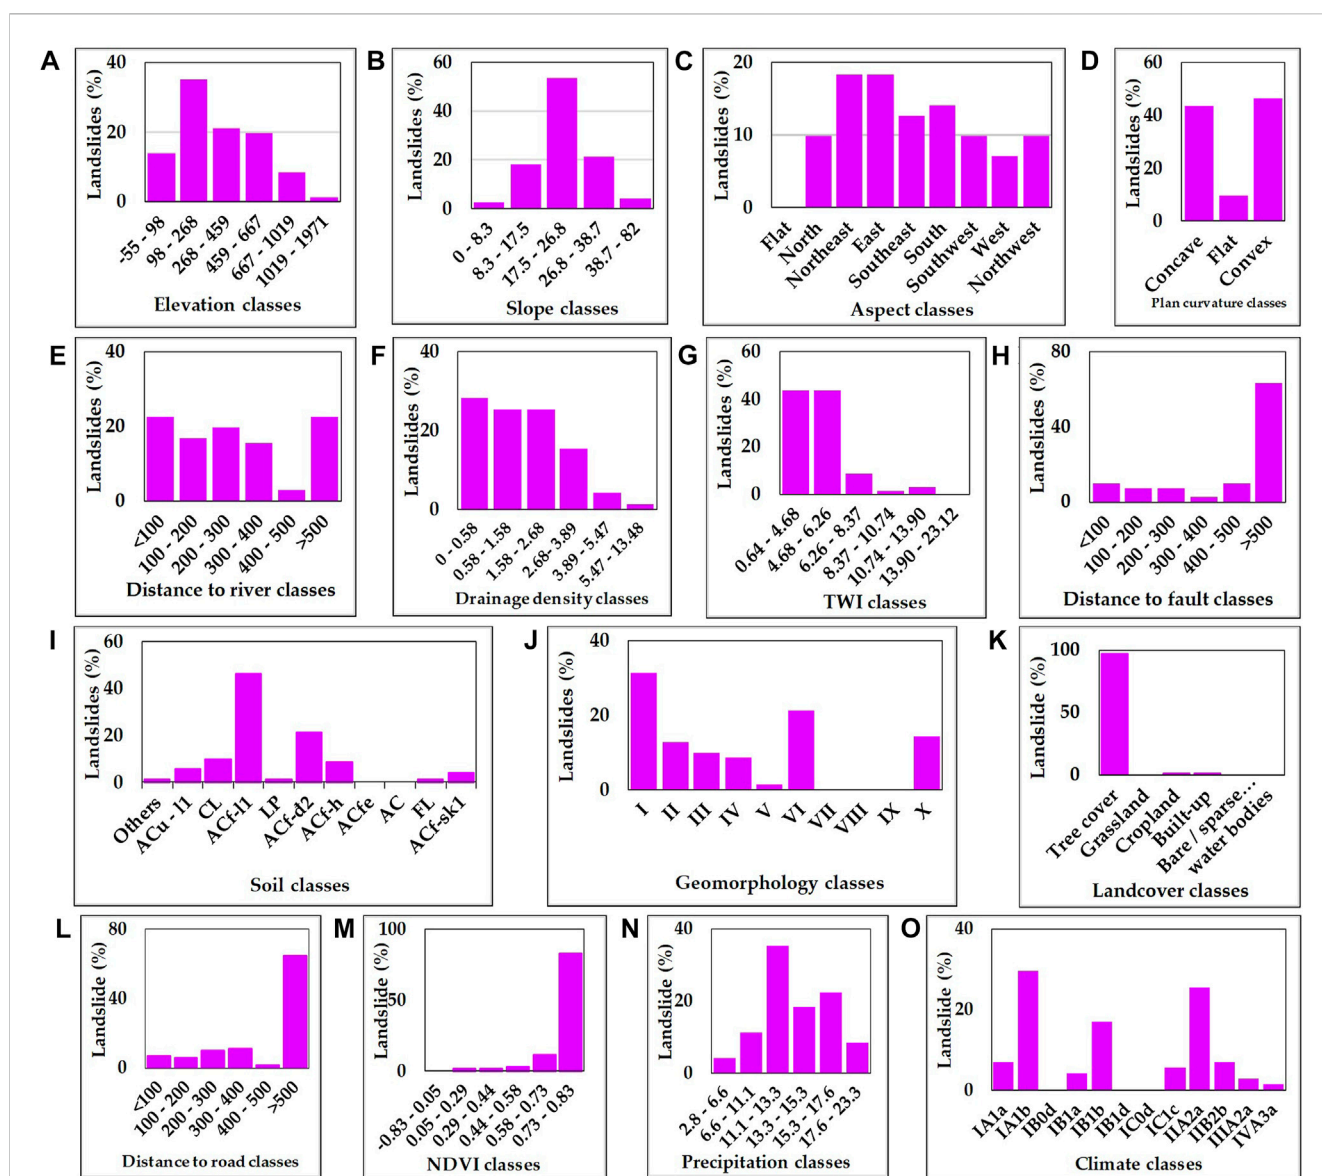 A
Landslides (%)
40
20
0
-55 - 98
98 - 268
268 - 459
459 - 667
667 - 1019
1019 - 1971
Elevation classes
B
Landslides (%)
60
40
20
0
0 - 8.3
8.3 - 17.5
17.5 - 26.8
26.8 - 38.7
38.7 - 82
Slope classes
C
Landslides (%)
20
10
0
Flat
North
Northeast
East
Southeast
South
Southwest
West
Northwest
Aspect classes
D
Landslides (%)
60
40
20
0
Concave
Flat
Convex
Plan curvature classes
E
Landslides (%)
40
20
0
<100
100 - 200
200 - 300
300 - 400
400 - 500
>500
Distance to river classes
F
Landslides (%)
40
20
0
0 - 0.58
0.58 - 1.58
1.58 - 2.68
2.68- 3.89
3.89 - 5.47
5.47 - 13.48
Drainage density classes
G
Landslides (%)
60
40
20
0
0.64 - 4.68
4.68 - 6.26
6.26 - 8.37
8.37 - 10.74
10.74 - 13.90
13.90 - 23.12
TWI classes
H
Landslides (%)
80
40
0
<100
100 - 200
200 - 300
300 - 400
400 - 500
>500
Distance to fault classes
I
Landslides (%)
60
40
20
0
Others
ACu - l1
CL
ACf-l1
LP
ACf-d2
ACf-h
ACfe
AC
FL
ACf-sk1
Soil classes
J
Landslides (%)
40
20
0
I
II
III
IV
V
VI
VII
VIII
IX
X
Geomorphology classes
K
Landslide (%)
100
50
0
Tree cover
Grassland
Cropland
Built-up
Bare / sparse...
water bodies
Landcover classes
L
Landslide (%)
80
40
0
<100
100 - 200
200 - 300
300 - 400
400 - 500
>500
Distance to road classes
M
Landslide (%)
100
50
0
-0.83 - 0.05
0.05 - 0.29
0.29 - 0.44
0.44 - 0.58
0.58 - 0.73
0.73 - 0.83
NDVI classes
N
Landslide (%)
40
20
0
2.8 - 6.6
6.6 - 11.1
11.1 - 13.3
13.3 - 15.3
15.3 - 17.6
17.6 - 23.3
Precipitation classes
O
Landslide (%)
40
20
0
IA1a
IA1b
IB0d
IB1a
IB1b
IB1d
IC0d
IC1c
IIA2a
IIB2b
IIIA2a
IVA3a
Climate classes